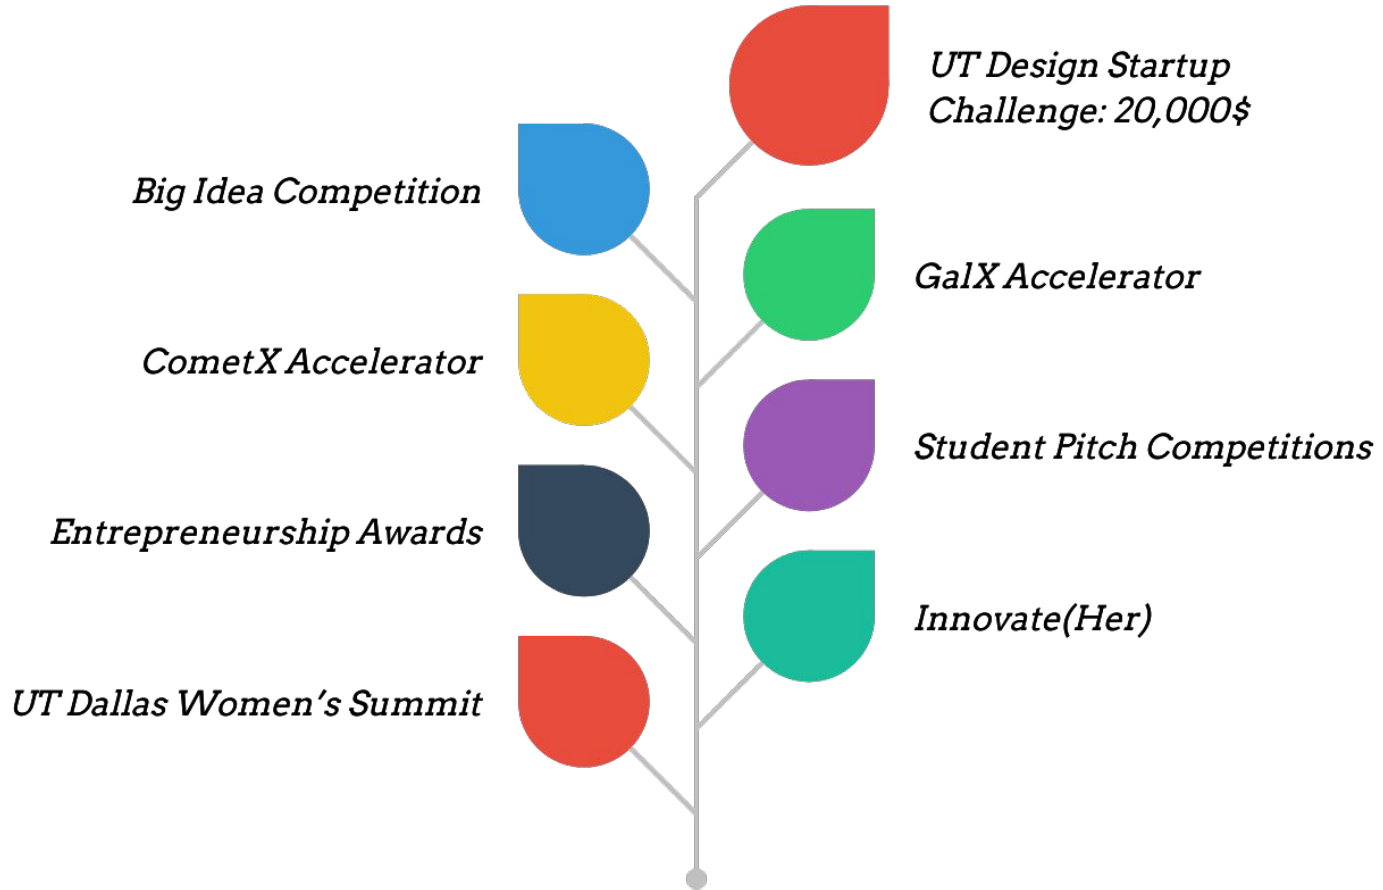 UT Design Startup
Challenge: 20,000$
Big Idea Competition
GalX Accelerator
CometX Accelerator
Student Pitch Competitions
Entrepreneurship Awards
Innovate(Her)
UT Dallas Women’s Summit